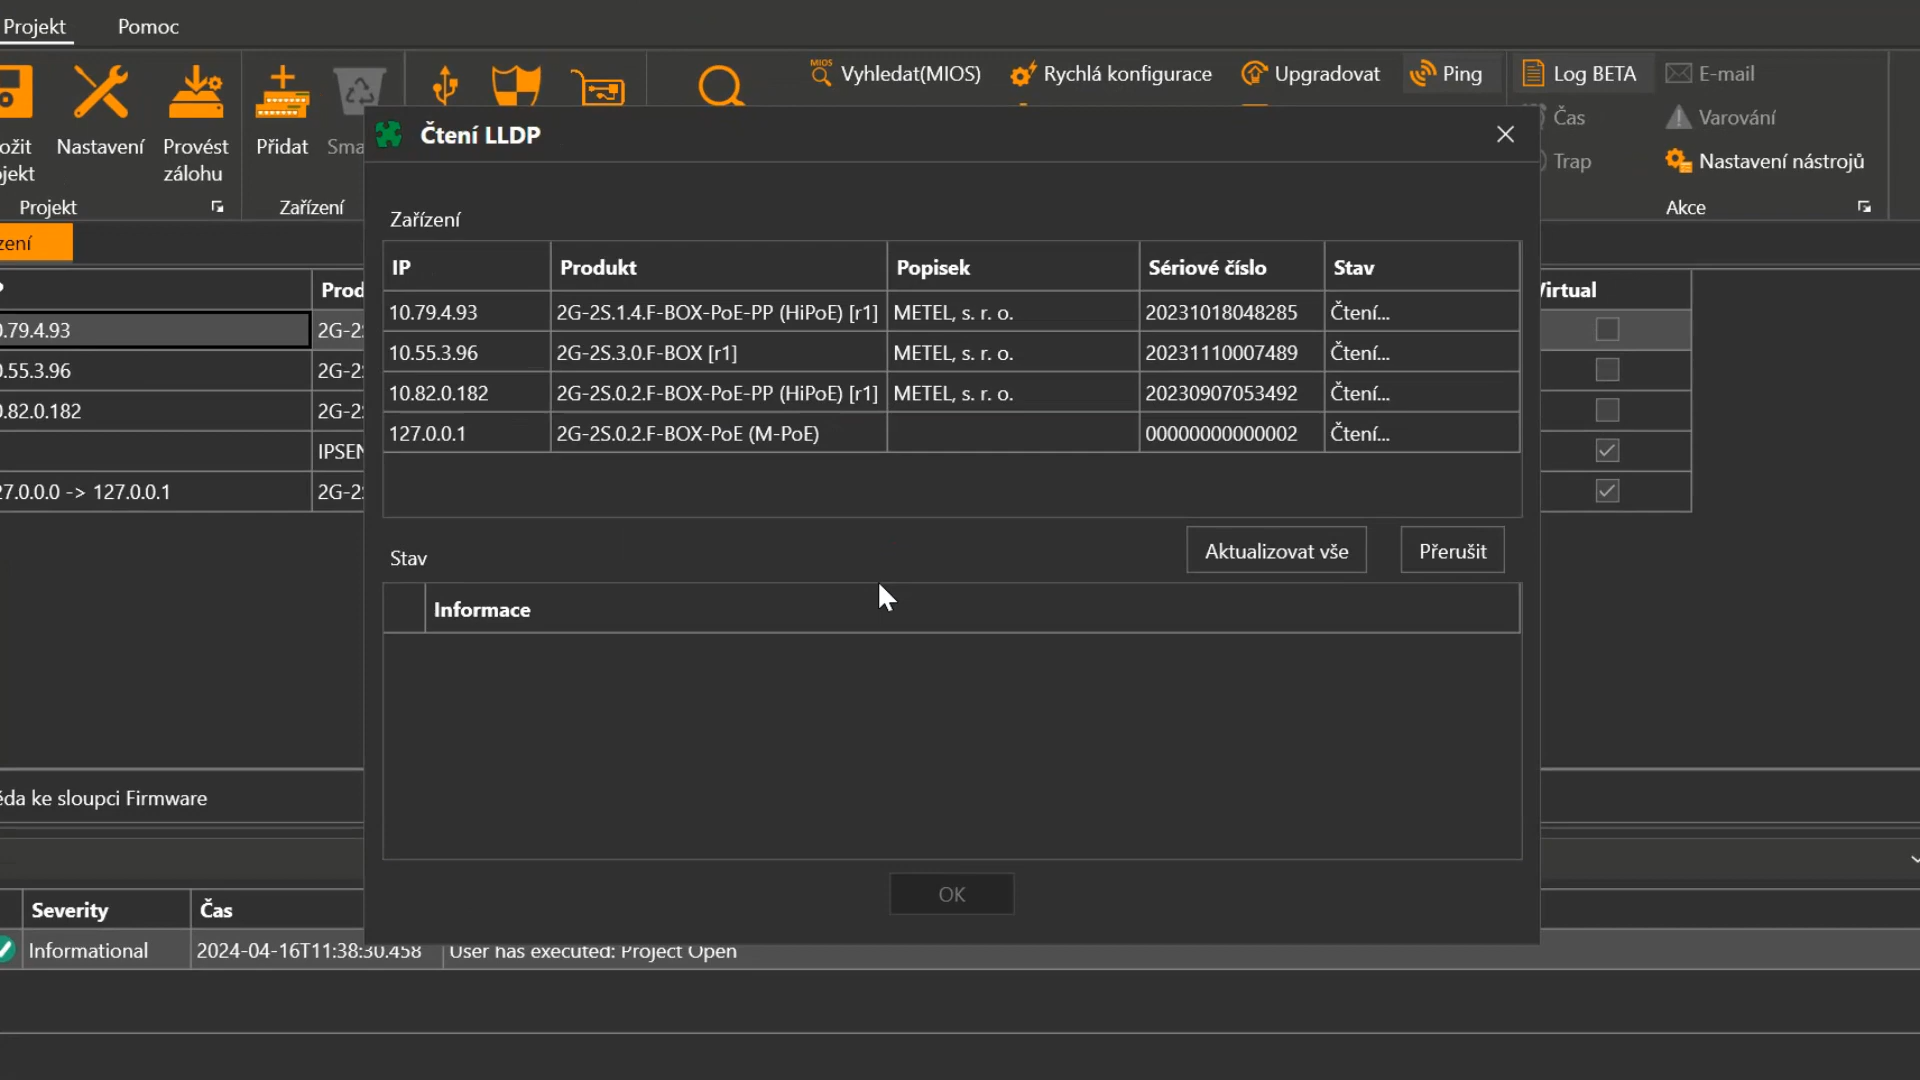 Projekt Pomoc
Vyhledat(MIOS) Rychlá konfigurace Upgradovat Ping Log BETA E-mail
MIOS
Čas Varování
ožit Nastavení Provést Přidat Sma
jekt zálohu
Trap Nastavení nástrojů
Projekt Zařízení Akce
zení
Čtení LLDP
Zařízení
IP Produkt Popisek Sériové číslo Stav
10.79.4.93 2G-2S.1.4.F-BOX-PoE-PP (HiPoE) [r1] METEL, s. r. o. 20231018048285 Čtení...
10.55.3.96 2G-2S.3.0.F-BOX [r1] METEL, s. r. o. 20231110007489 Čtení...
10.82.0.182 2G-2S.0.2.F-BOX-PoE-PP (HiPoE) [r1] METEL, s. r. o. 20230907053492 Čtení...
127.0.0.1 2G-2S.0.2.F-BOX-PoE (M-PoE) 00000000000002 Čtení...
Aktualizovat vše Přerušit
Stav
Informace
OK
Prod Virtual
.79.4.93 2G-2S
.55.3.96 2G-2S
.82.0.182 2G-2S
IPSEN
27.0.0.0 -> 127.0.0.1 2G-2S
ěda ke sloupci Firmware
Severity Čas
Informational 2024-04-16T11:38:30.458 User has executed: Project Open